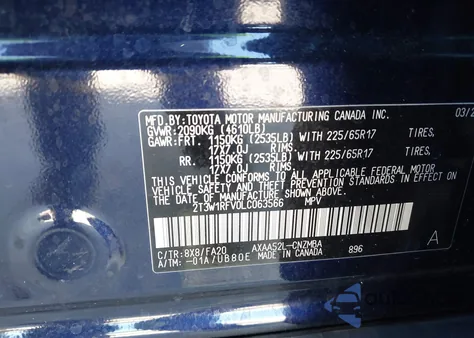 MFD.BY:TOYOTA MOTOR MANUFACTURING CANADA INC. 03/2
GVWR:2090KG (4610LB)
GAWR:FRT. 1150KG (2535LB) WITH 225/65R17 TIRES.
17X7.0J RIMS
RR. 1150KG (2535LB) WITH 225/65R17 TIRES.
17X7.0J RIMS
THIS VEHICLE CONFORMS TO ALL APPLICABLE FEDERAL MOTOR
VEHICLE SAFETY AND THEFT PREVENTION STANDARDS IN EFFECT
ON THE DATE OF MANUFACTURE SHOWN ABOVE.
2T3W1RFV0LC063566 MPV
C/TR:8X8/FA20 AXAA52L-CNZMBA
A/TM: -01A/UB80E MADE IN CANADA 896 A